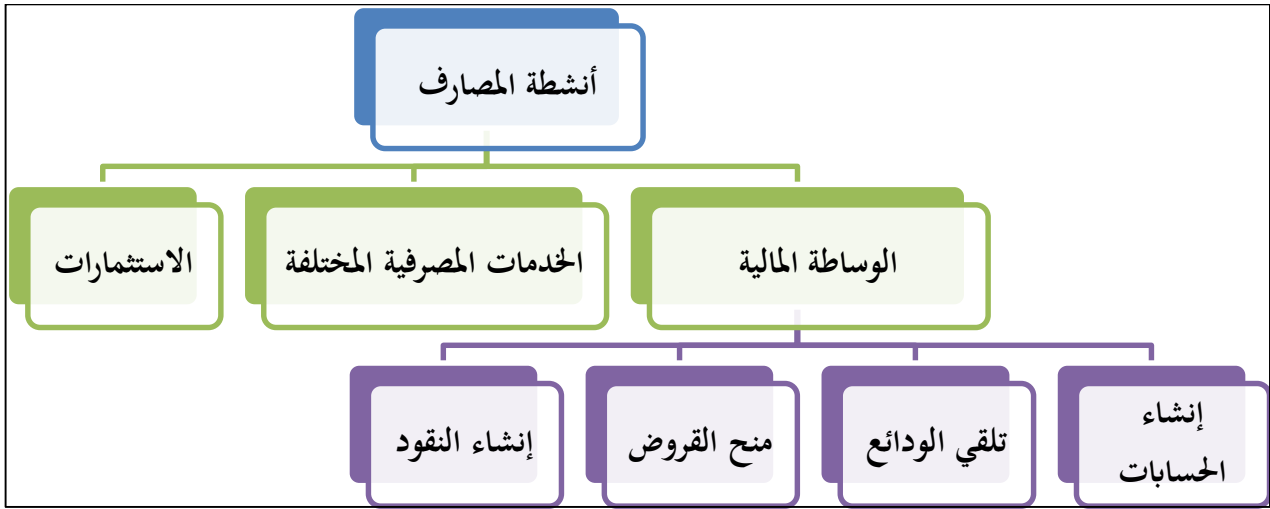 أنشطة المصارف
الوساطة المالية
الخدمات المصرفية المختلفة
الاستثمارات
إنشاء
الحسابات
تلقي الودائع
منح القروض
إنشاء النقود